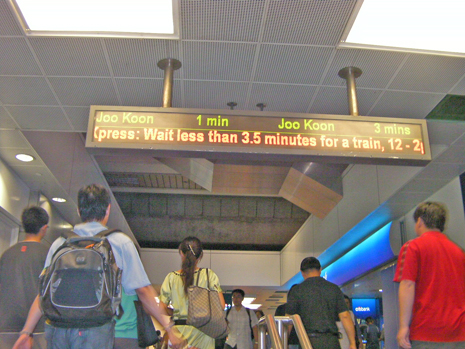 Joo Koon 1 min Joo Koon 3 mins
press: Wait less than 3.5 minutes for a train, 12 - 2